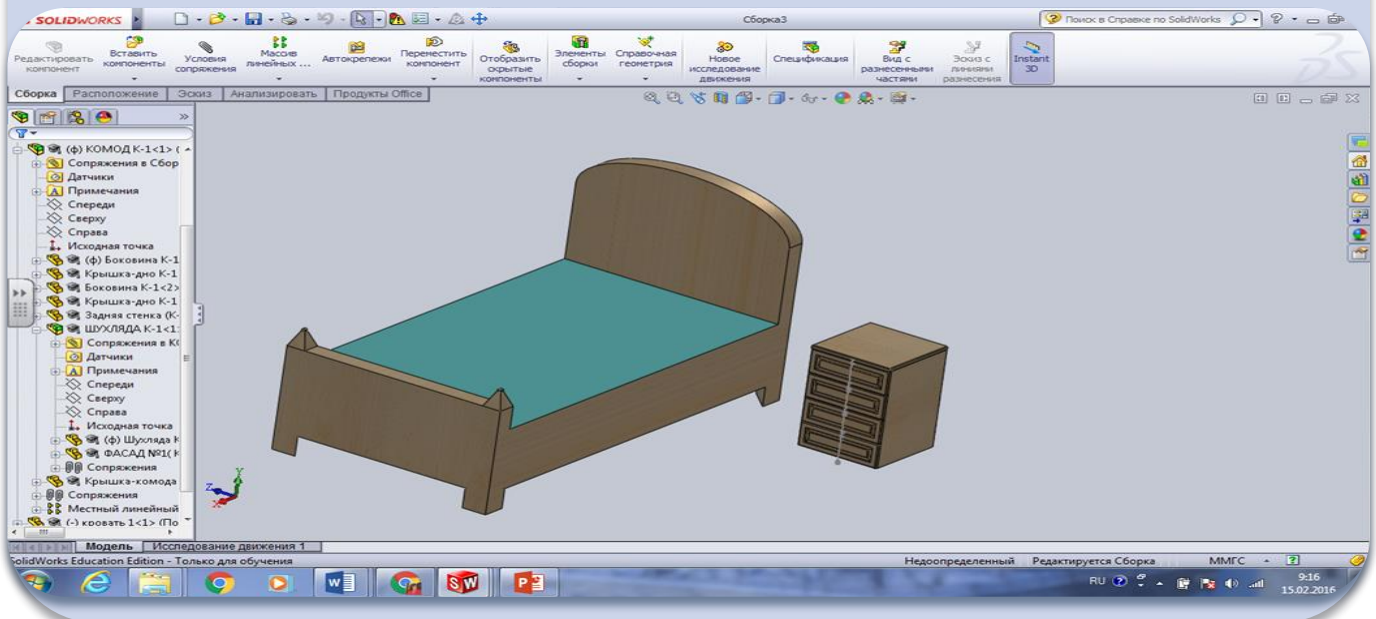 SOLIDWORKS
Сборка3
Поиск в Справке по SolidWorks
Редактировать компонент
Вставить компоненты
Условия сопряжения
Массив линейных ...
Автокрепежи
Переместить компонент
Отобразить скрытые компоненты
Элементы сборки
Справочная геометрия
Новое исследование движения
Спецификация
Вид с разнесенными частями
Эскиз с линиями разнесения
Instant 3D
Сборка Расположение Эскиз Анализировать Продукты Office
(ф) КОМОД К-1<1> (
Сопряжения в Сбор
Датчики
Примечания
Спереди
Сверху
Справа
Исходная точка
(ф) Боковина К-1
Крышка-дно К-1
Боковина К-1<2>
Крышка-дно К-1
Задняя стенка (К-
ШУХЛЯДА К-1<1
Сопряжения в КО
Датчики
Примечания
Спереди
Сверху
Справа
Исходная точка
(ф) Шухляда К
ФАСАД №1( К
Сопряжения
Крышка-комода
Сопряжения
Местный линейный
(-) кровать 1<1> (По
Y
Z
X
Модель Исследование движения 1
SolidWorks Education Edition - Только для обучения
Недоопределенный Редактируется Сборка ММГС
RU
9:16
15.02.2016